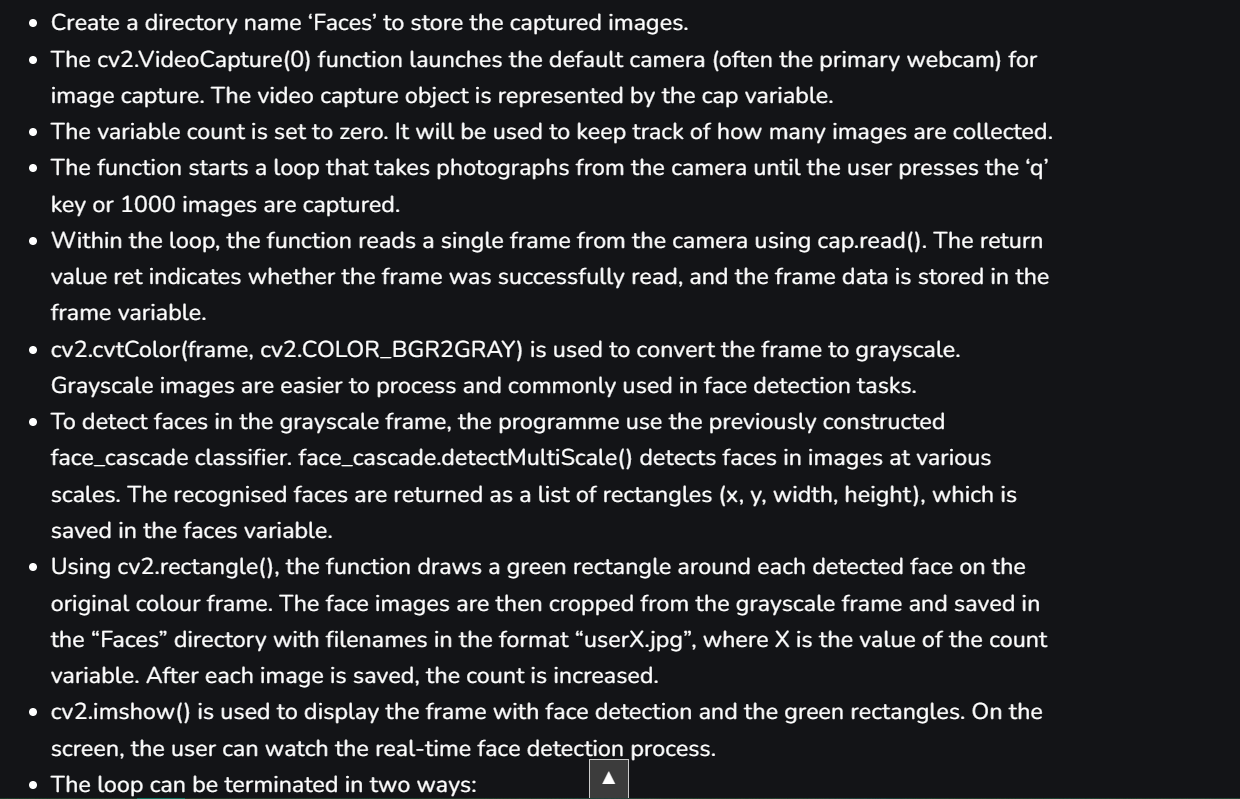 • Create a directory name ‘Faces’ to store the captured images.
• The cv2.VideoCapture(0) function launches the default camera (often the primary webcam) for
image capture. The video capture object is represented by the cap variable.
• The variable count is set to zero. It will be used to keep track of how many images are collected.
• The function starts a loop that takes photographs from the camera until the user presses the ‘q’
key or 1000 images are captured.
• Within the loop, the function reads a single frame from the camera using cap.read(). The return
value ret indicates whether the frame was successfully read, and the frame data is stored in the
frame variable.
• cv2.cvtColor(frame, cv2.COLOR_BGR2GRAY) is used to convert the frame to grayscale.
Grayscale images are easier to process and commonly used in face detection tasks.
• To detect faces in the grayscale frame, the programme use the previously constructed
face_cascade classifier. face_cascade.detectMultiScale() detects faces in images at various
scales. The recognised faces are returned as a list of rectangles (x, y, width, height), which is
saved in the faces variable.
• Using cv2.rectangle(), the function draws a green rectangle around each detected face on the
original colour frame. The face images are then cropped from the grayscale frame and saved in
the “Faces” directory with filenames in the format “userX.jpg”, where X is the value of the count
variable. After each image is saved, the count is increased.
• cv2.imshow() is used to display the frame with face detection and the green rectangles. On the
screen, the user can watch the real-time face detection process.
• The loop can be terminated in two ways: